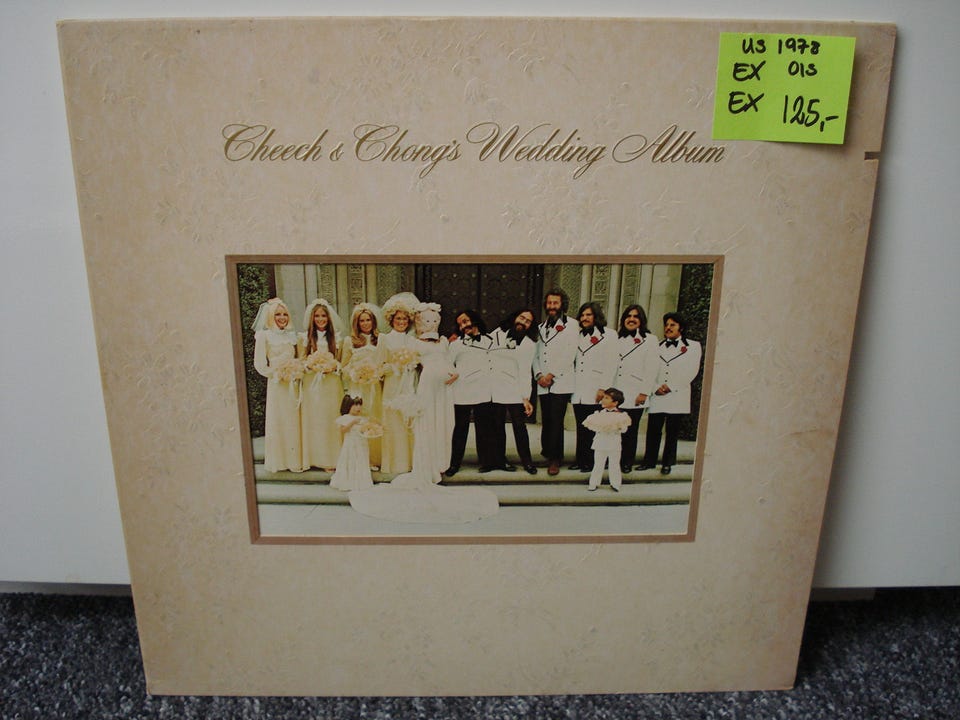 US 1978
EX OIS
EX 125,-
Cheech & Chong's Wedding Album